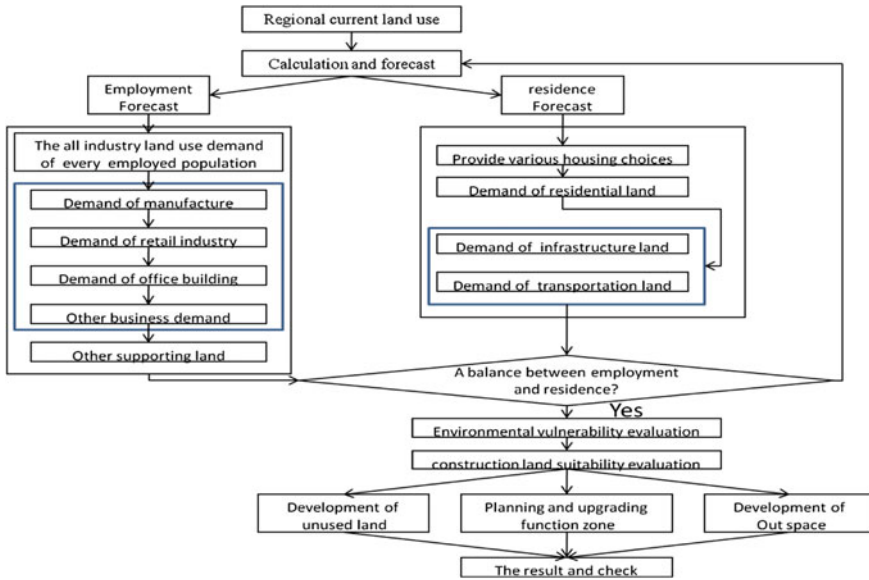 Regional current land use
Calculation and forecast
Employment
Forecast
residence
Forecast
The all industry land use demand
of every employed population
Demand of manufacture
Demand of retail industry
Demand of office building
Other business demand
Other supporting land
Provide various housing choices
Demand of residential land
Demand of infrastructure land
Demand of transportation land
A balance between employment
and residence?
Yes
Environmental vulnerability evaluation
construction land suitability evaluation
Development of
unused land
Planning and upgrading
function zone
Development of
Out space
The result and check